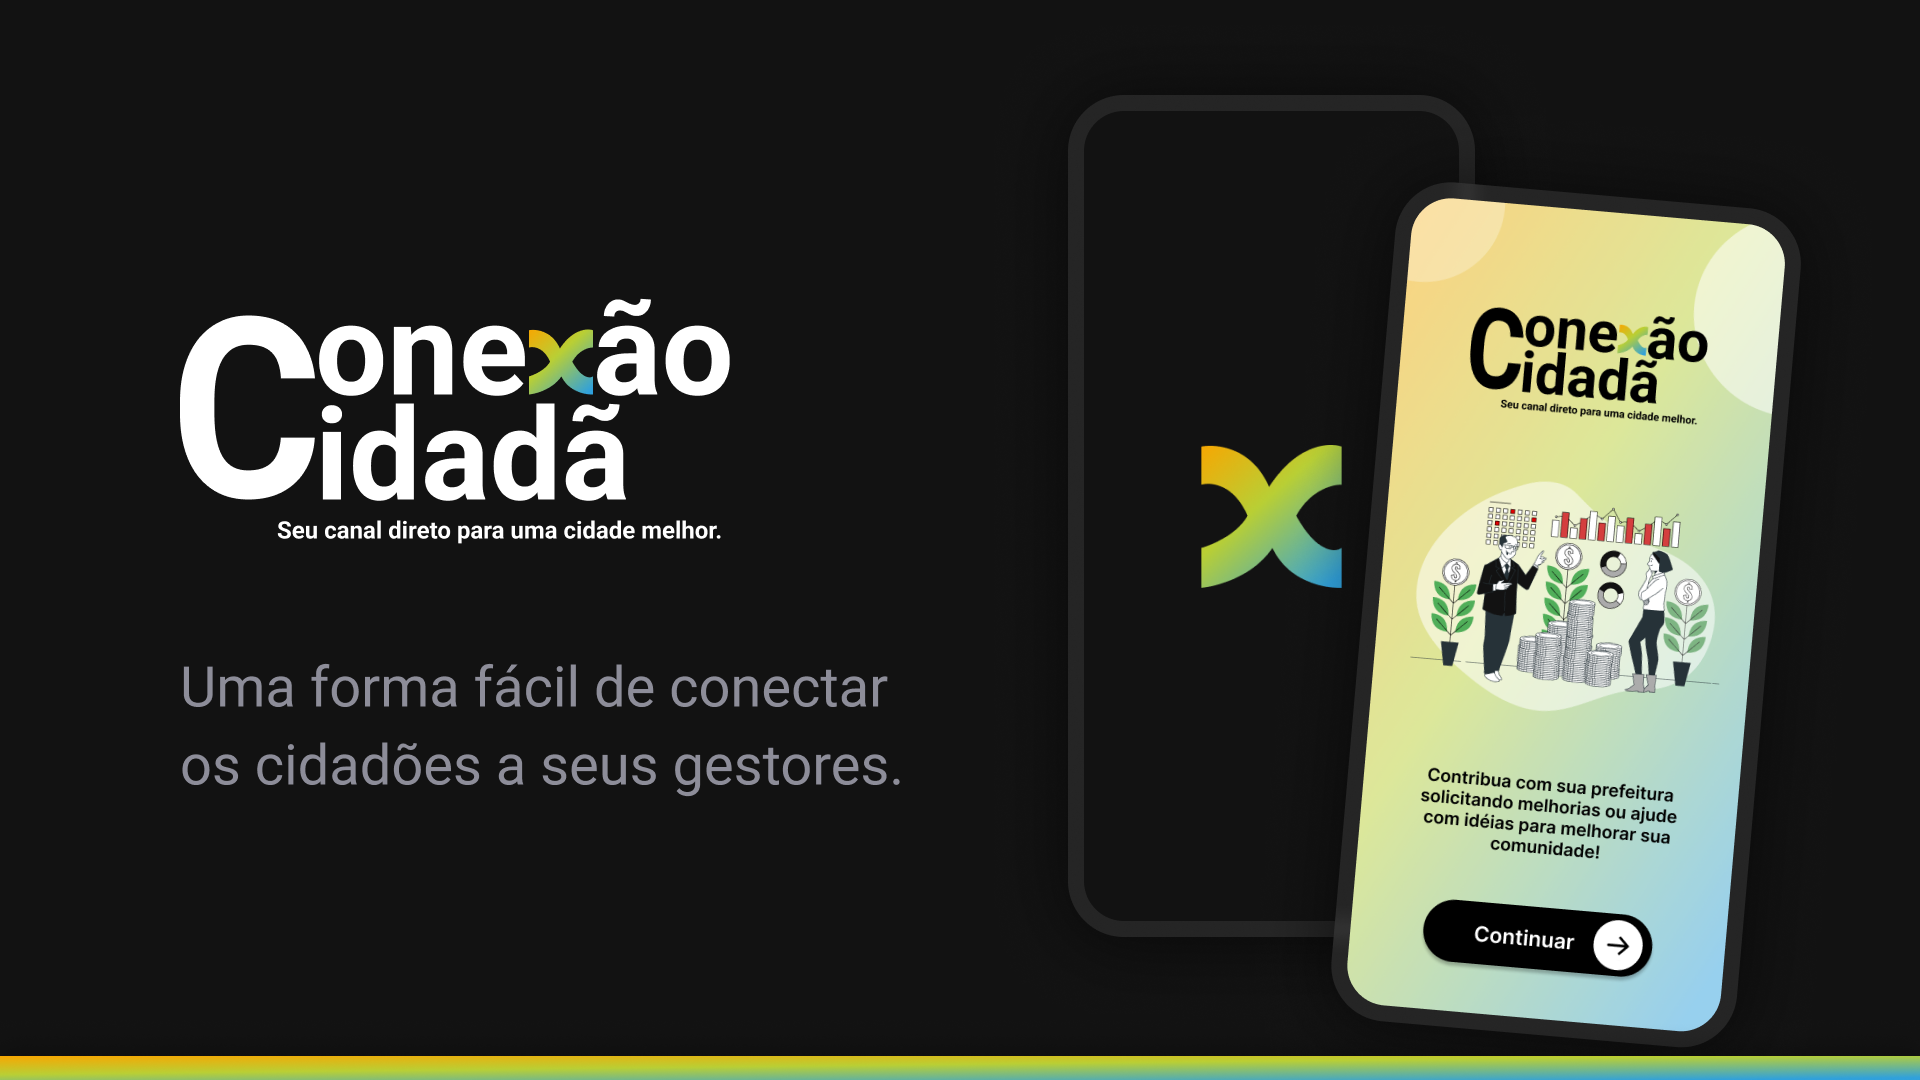 Conexão
Cidadã
Seu canal direto para uma cidade melhor.
Uma forma fácil de conectar
os cidadões a seus gestores.
x
Conexão
Cidadã
Seu canal direto para uma cidade melhor.
$
$
$
Contribua com sua prefeitura
solicitando melhorias ou ajude
com idéias para melhorar sua
comunidade!
Continuar